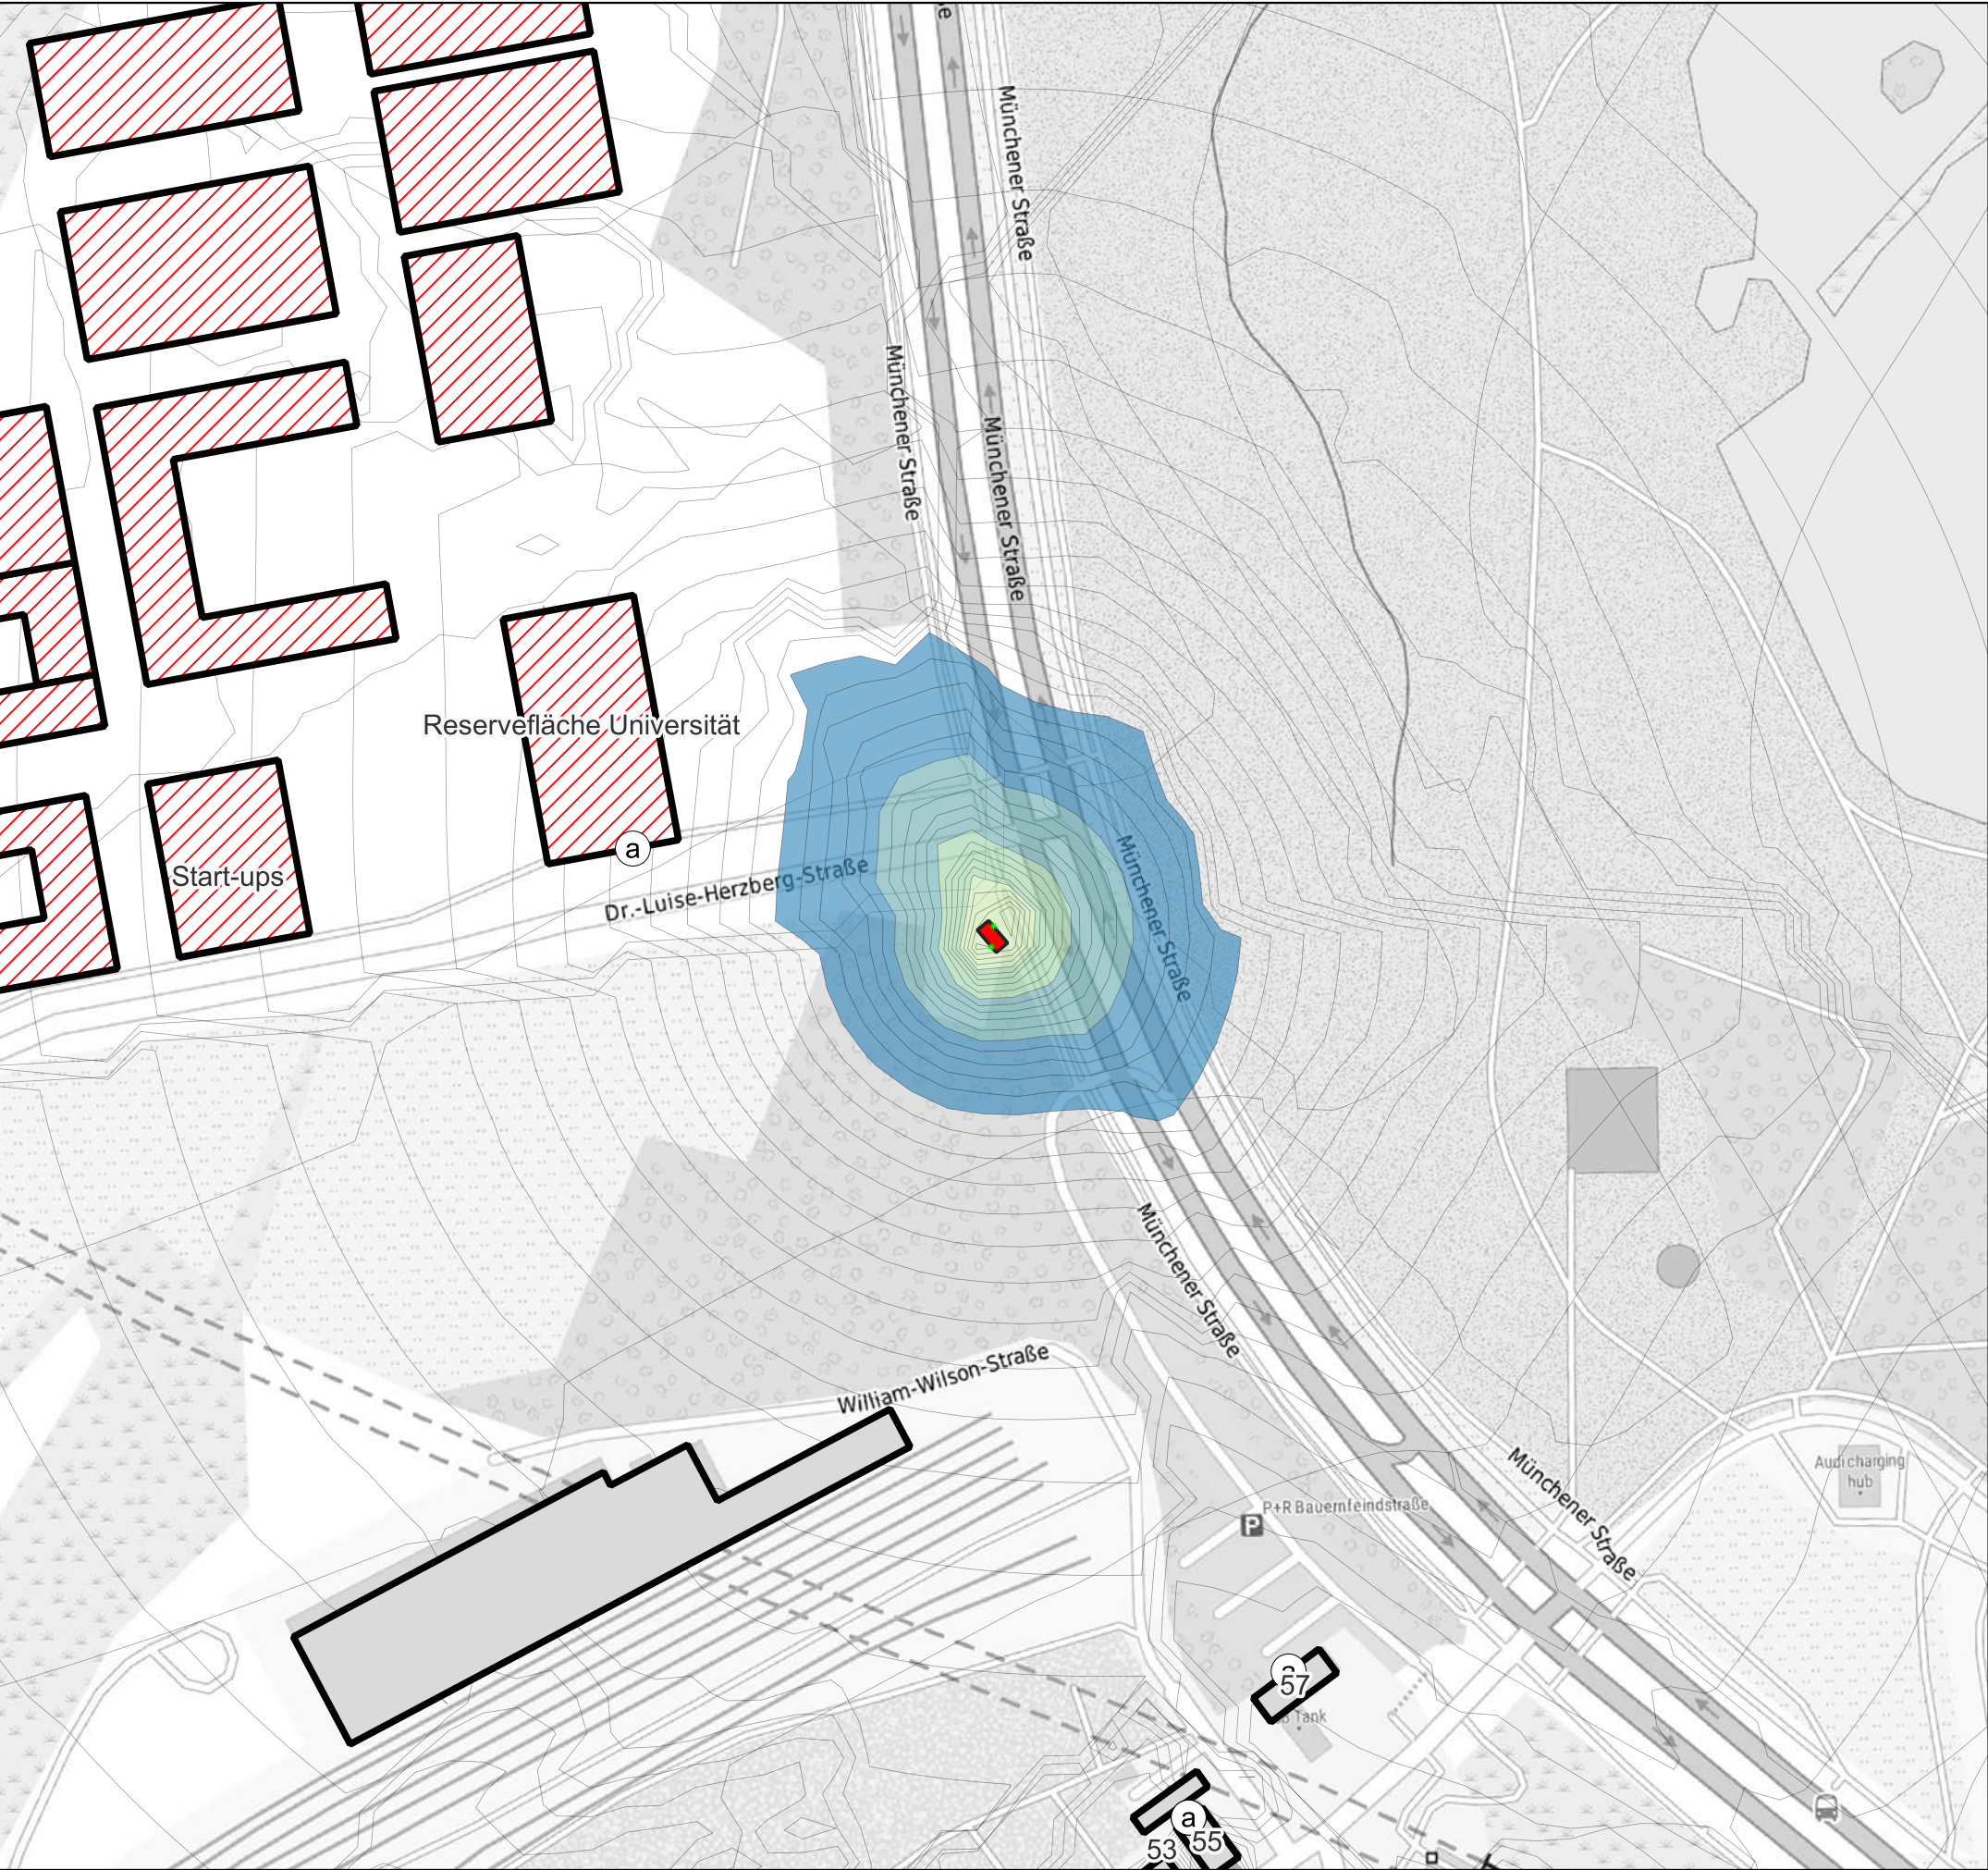 Münchener Straße
Münchener Straße
Münchener Straße
Reservefläche Universität
a
Münchener Straße
Start-ups
Dr.-Luise-Herzberg-Straße
Münchener Straße
William-Wilson-Straße
Audi charging
hub
P+R Bauernfeindstraße
P
Münchener Straße
57
Tank
a
53
55